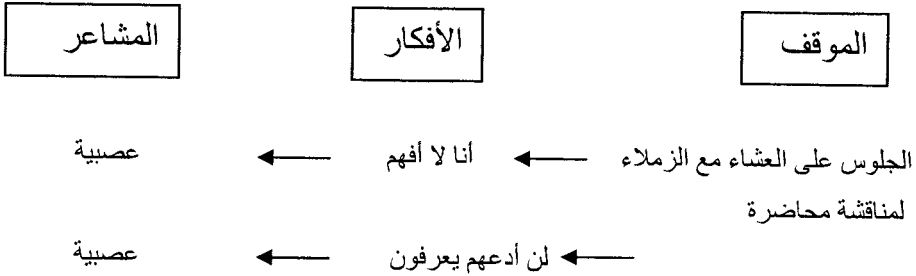 الموقف الأفكار المشاعر
الجلوس على العشاء مع الزملاء ← أنا لا أفهم ← عصبية
لمناقشة محاضرة
← لن أدعهم يعرفون ← عصبية